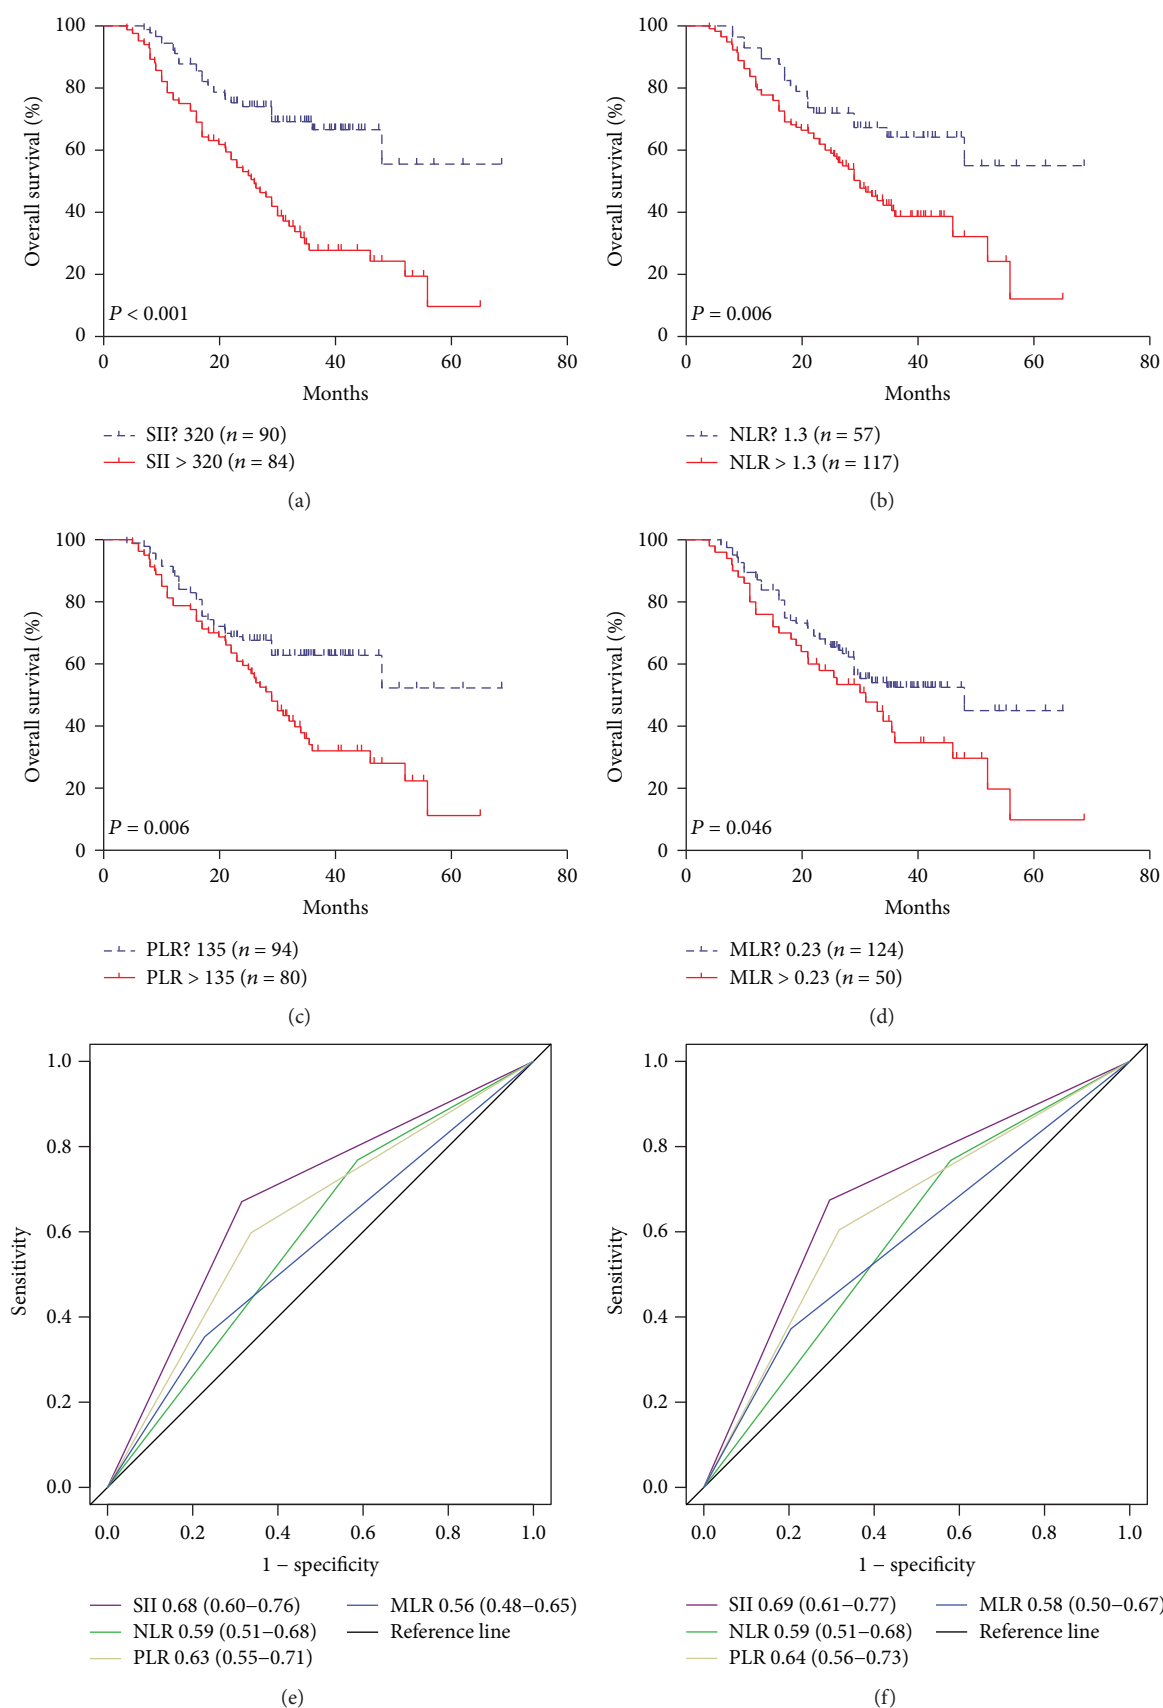 100
80
60
40
20
0
Overall survival (%)
P < 0.001
0 20 40 60 80
Months
SII? 320 (n = 90)
SII > 320 (n = 84)
(a)
100
80
60
40
20
0
Overall survival (%)
P = 0.006
0 20 40 60 80
Months
NLR? 1.3 (n = 57)
NLR > 1.3 (n = 117)
(b)
100
80
60
40
20
0
Overall survival (%)
P = 0.006
0 20 40 60 80
Months
PLR? 135 (n = 94)
PLR > 135 (n = 80)
(c)
100
80
60
40
20
0
Overall survival (%)
P = 0.046
0 20 40 60 80
Months
MLR? 0.23 (n = 124)
MLR > 0.23 (n = 50)
(d)
1.0
0.8
0.6
0.4
0.2
0.0
Sensitivity
0.0 0.2 0.4 0.6 0.8 1.0
1 − specificity
SII 0.68 (0.60−0.76)
NLR 0.59 (0.51−0.68)
PLR 0.63 (0.55−0.71)
MLR 0.56 (0.48−0.65)
Reference line
(e)
1.0
0.8
0.6
0.4
0.2
0.0
Sensitivity
0.0 0.2 0.4 0.6 0.8 1.0
1 − specificity
SII 0.69 (0.61−0.77)
NLR 0.59 (0.51−0.68)
PLR 0.64 (0.56−0.73)
MLR 0.58 (0.50−0.67)
Reference line
(f)